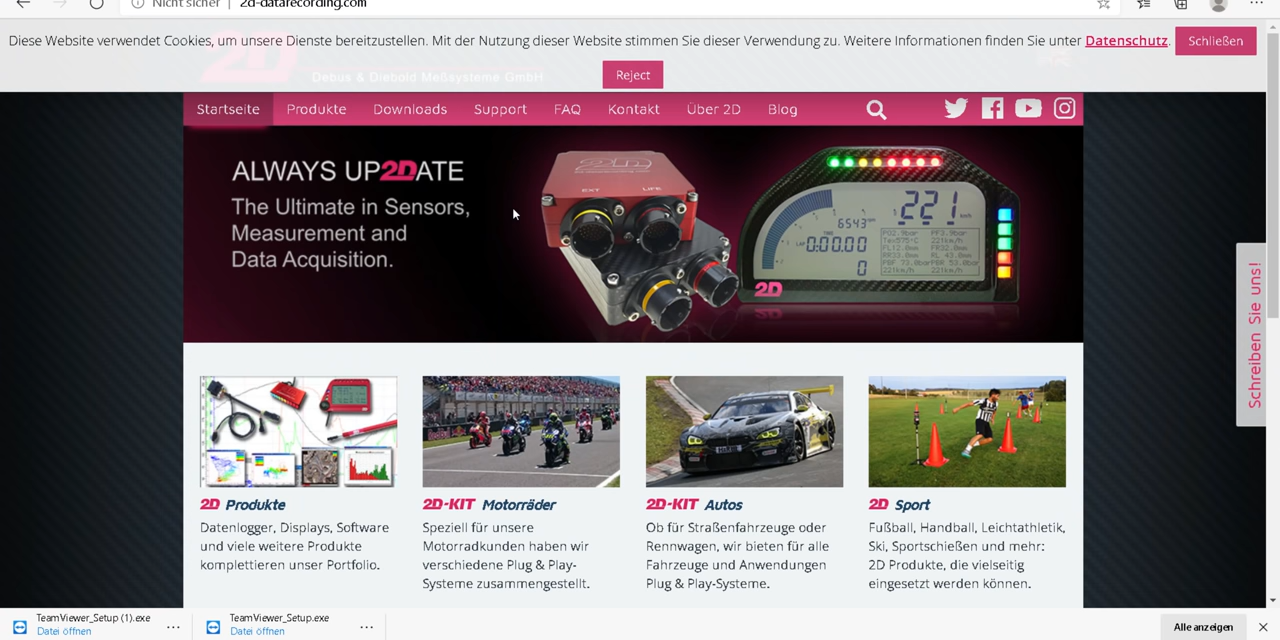 Nicht sicher | 2d-datarecording.com
Diese Website verwendet Cookies, um unsere Dienste bereitzustellen. Mit der Nutzung dieser Website stimmen Sie dieser Verwendung zu. Weitere Informationen finden Sie unter Datenschutz. Schließen
Reject
2D Debus & Diebold Meßsysteme GmbH
Startseite Produkte Downloads Support FAQ Kontakt Über 2D Blog
ALWAYS UP2DATE
The Ultimate in Sensors,
Measurement and
Data Acquisition.
EXT LIFE
221
6543
0:00.00
0
2D
Schreiben Sie uns!
2D Produkte
Datenlogger, Displays, Software
und viele weitere Produkte
komplettieren unser Portfolio.
2D-KIT Motorräder
Speziell für unsere
Motorradkunden haben wir
verschiedene Plug & Play-
Systeme zusammengestellt.
2D-KIT Autos
Ob für Straßenfahrzeuge oder
Rennwagen, wir bieten für alle
Fahrzeuge und Anwendungen
Plug & Play-Systeme.
2D Sport
Fußball, Handball, Leichtathletik,
Ski, Sportschießen und mehr:
2D Produkte, die vielseitig
eingesetzt werden können.
TeamViewer_Setup (1).exe
Datei öffnen
TeamViewer_Setup.exe
Datei öffnen
Alle anzeigen